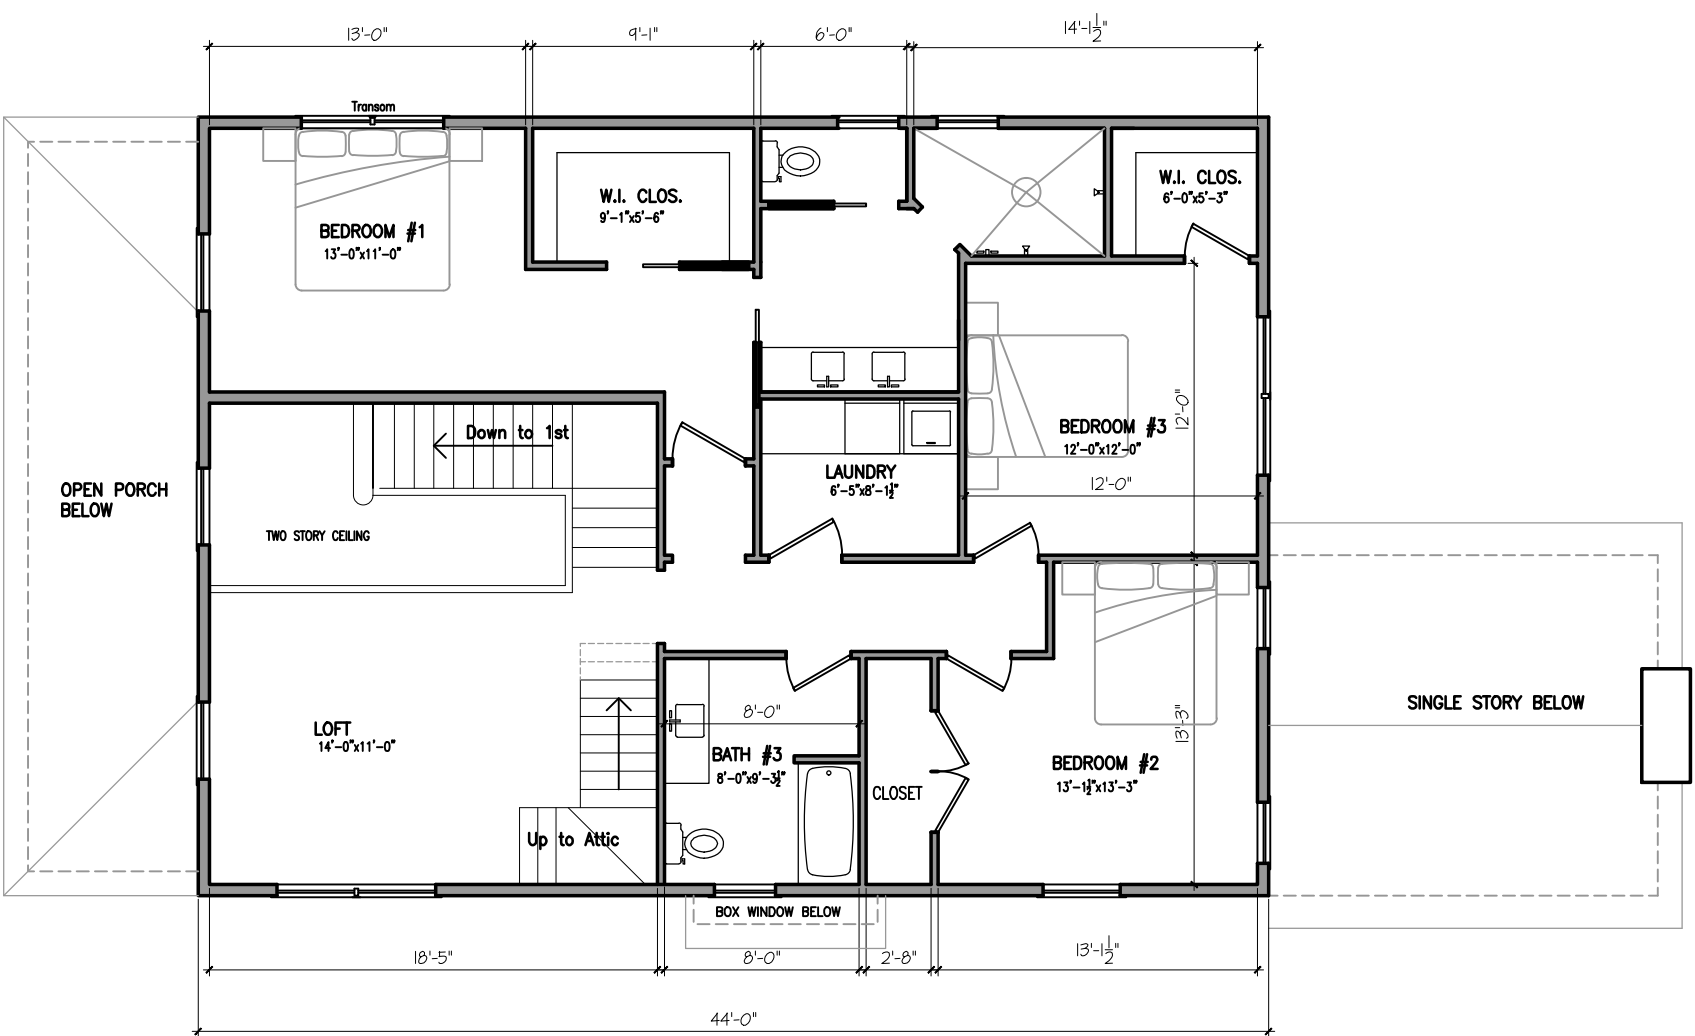 13'-0"
9'-1"
6'-0"
14'-1 1/2"
Transom
W.I. CLOS.
9'-1"x5'-6"
W.I. CLOS.
6'-0"x5'-3"
BEDROOM #1
13'-0"x11'-0"
12'-0"
BEDROOM #3
12'-0"x12'-0"
Down to 1st
LAUNDRY
6'-5"x8'-1 1/2"
12'-0"
OPEN PORCH
BELOW
TWO STORY CEILING
SINGLE STORY BELOW
8'-0"
13'-3"
LOFT
14'-0"x11'-0"
BATH #3
8'-0"x9'-3 1/2"
BEDROOM #2
13'-1 1/2"x13'-3"
CLOSET
Up to Attic
BOX WINDOW BELOW
18'-5"
8'-0"
2'-8"
13'-1 1/2"
44'-0"